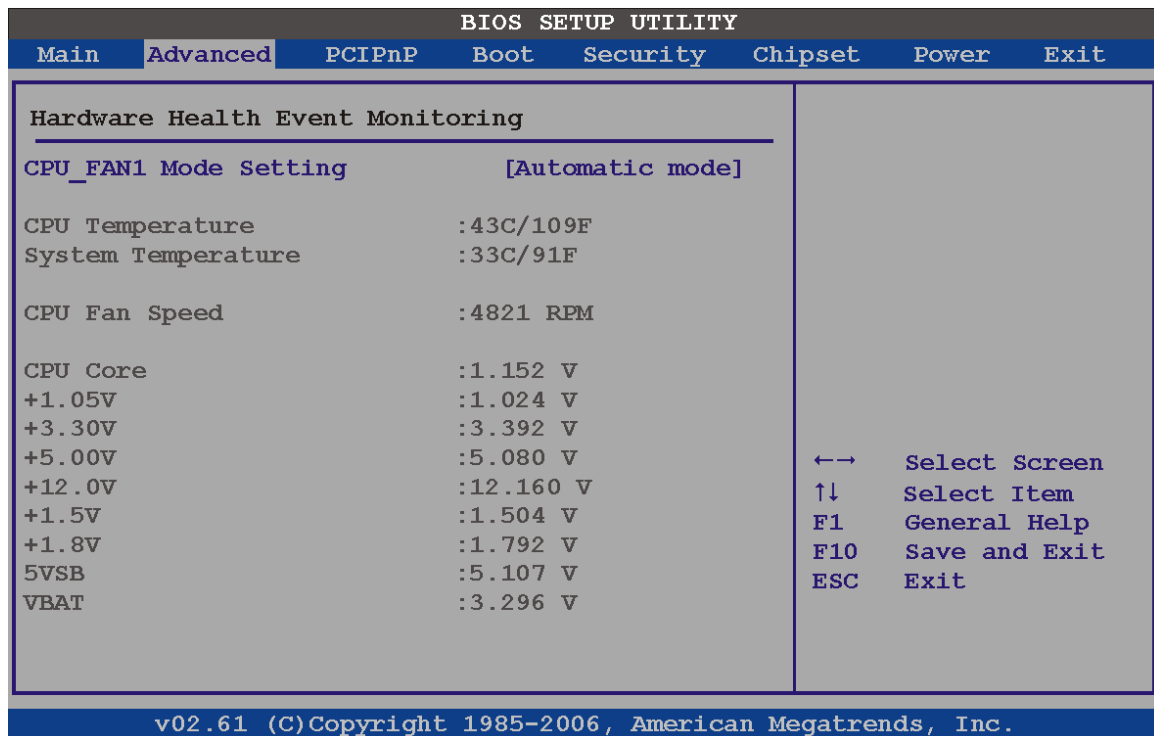 BIOS SETUP UTILITY
Main Advanced PCIPnP Boot Security Chipset Power Exit
Hardware Health Event Monitoring
CPU_FAN1 Mode Setting [Automatic mode]
CPU Temperature :43C/109F
System Temperature :33C/91F
CPU Fan Speed :4821 RPM
CPU Core :1.152 V
+1.05V :1.024 V
+3.30V :3.392 V
+5.00V :5.080 V
+12.0V :12.160 V
+1.5V :1.504 V
+1.8V :1.792 V
5VSB :5.107 V
VBAT :3.296 V
←→ Select Screen
↑↓ Select Item
F1 General Help
F10 Save and Exit
ESC Exit
v02.61 (C)Copyright 1985-2006, American Megatrends, Inc.